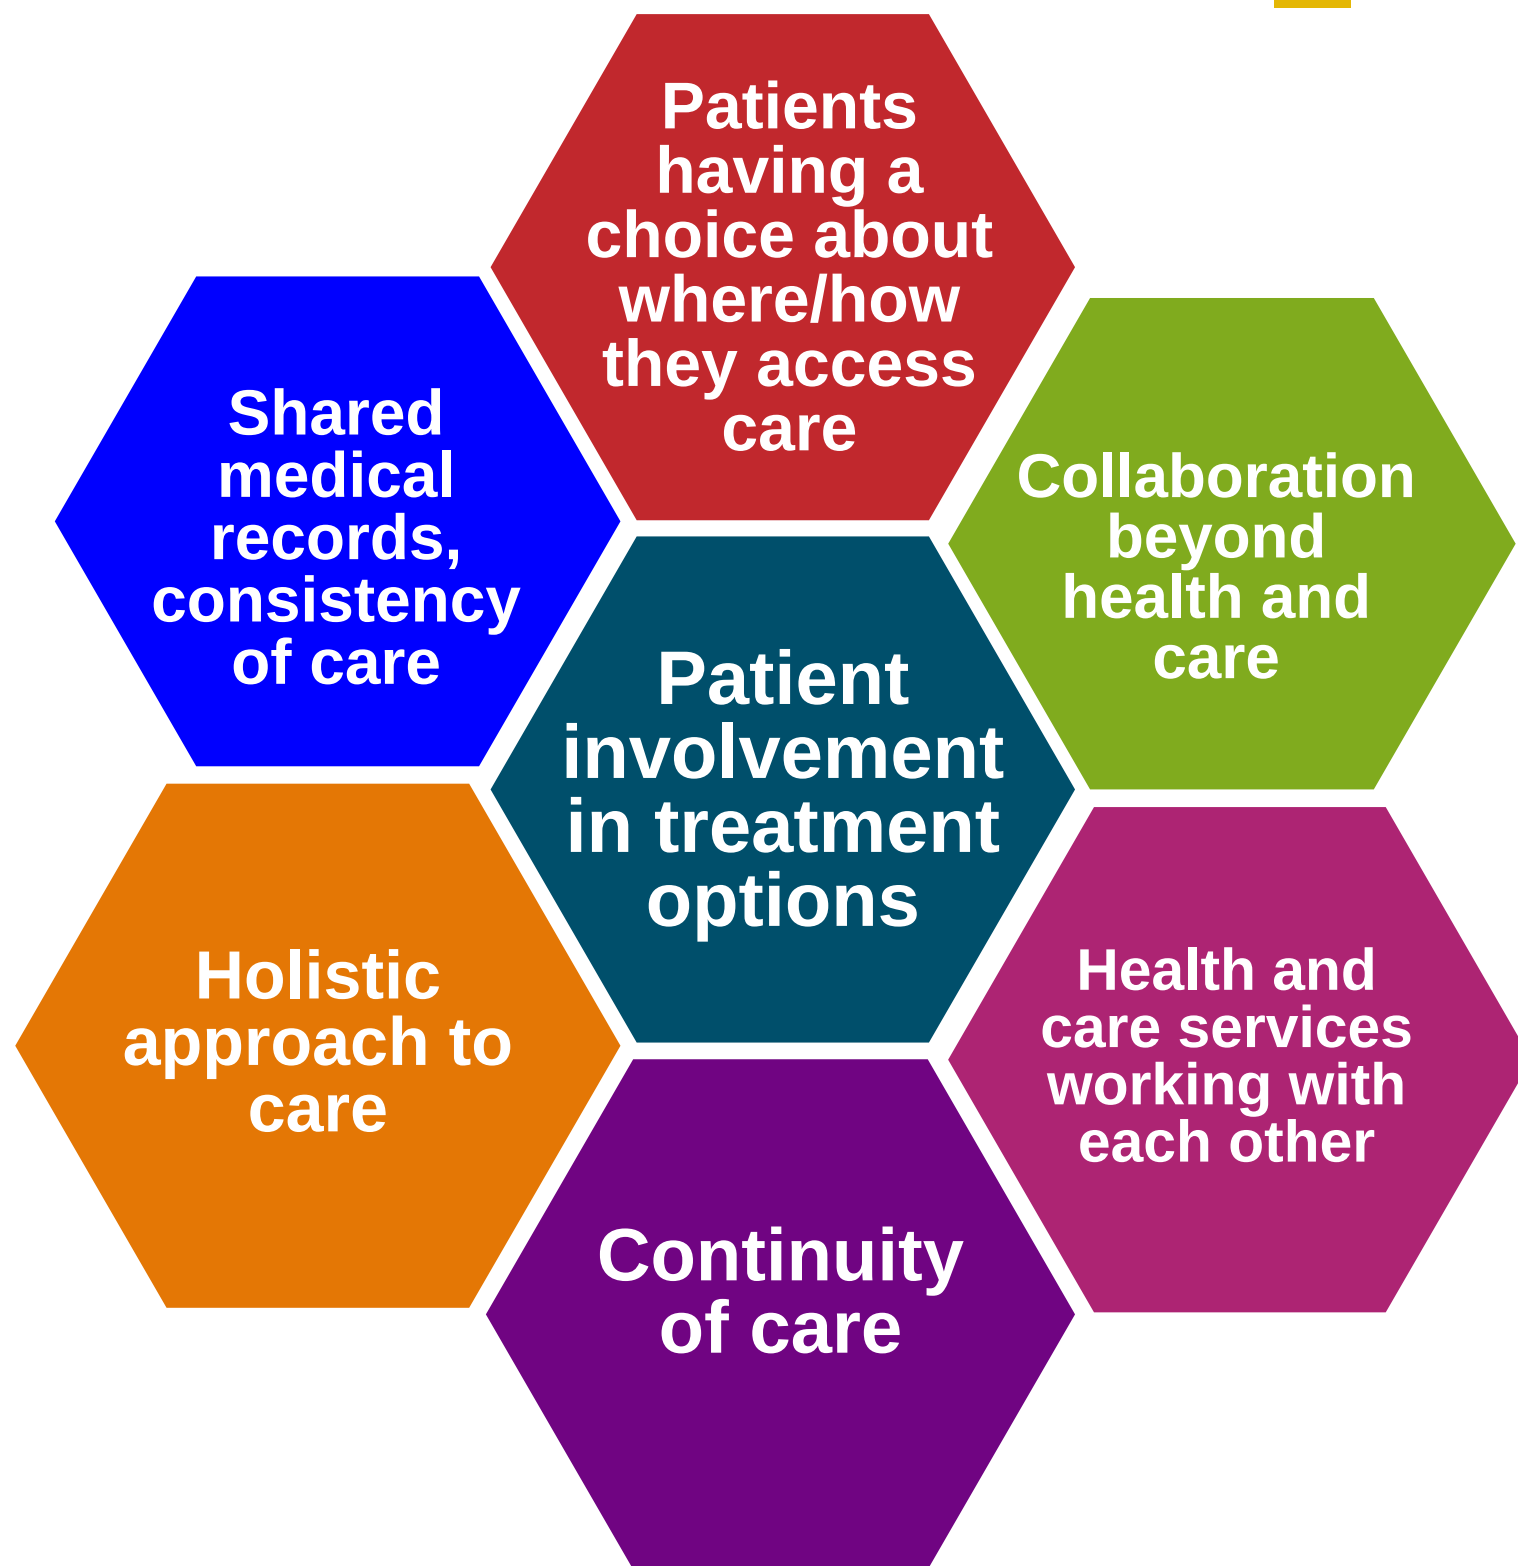 Patients
having a
choice about
where/how
they access
care
Shared
medical
records,
consistency
of care
Collaboration
beyond
health and
care
Patient
involvement
in treatment
options
Holistic
approach to
care
Health and
care services
working with
each other
Continuity
of care